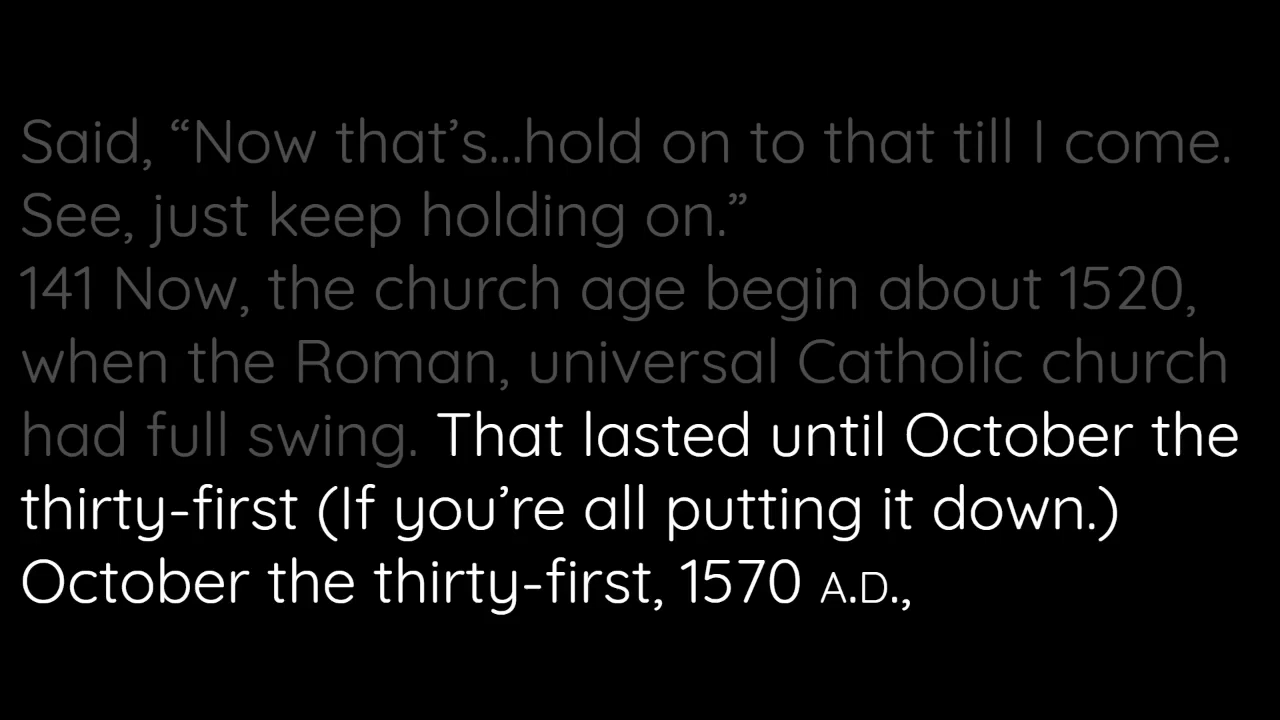 Said, “Now that’s...hold on to that till I come.
See, just keep holding on.”
141 Now, the church age begin about 1520,
when the Roman, universal Catholic church
had full swing. That lasted until October the
thirty-first (If you’re all putting it down.)
October the thirty-first, 1570 A.D.,